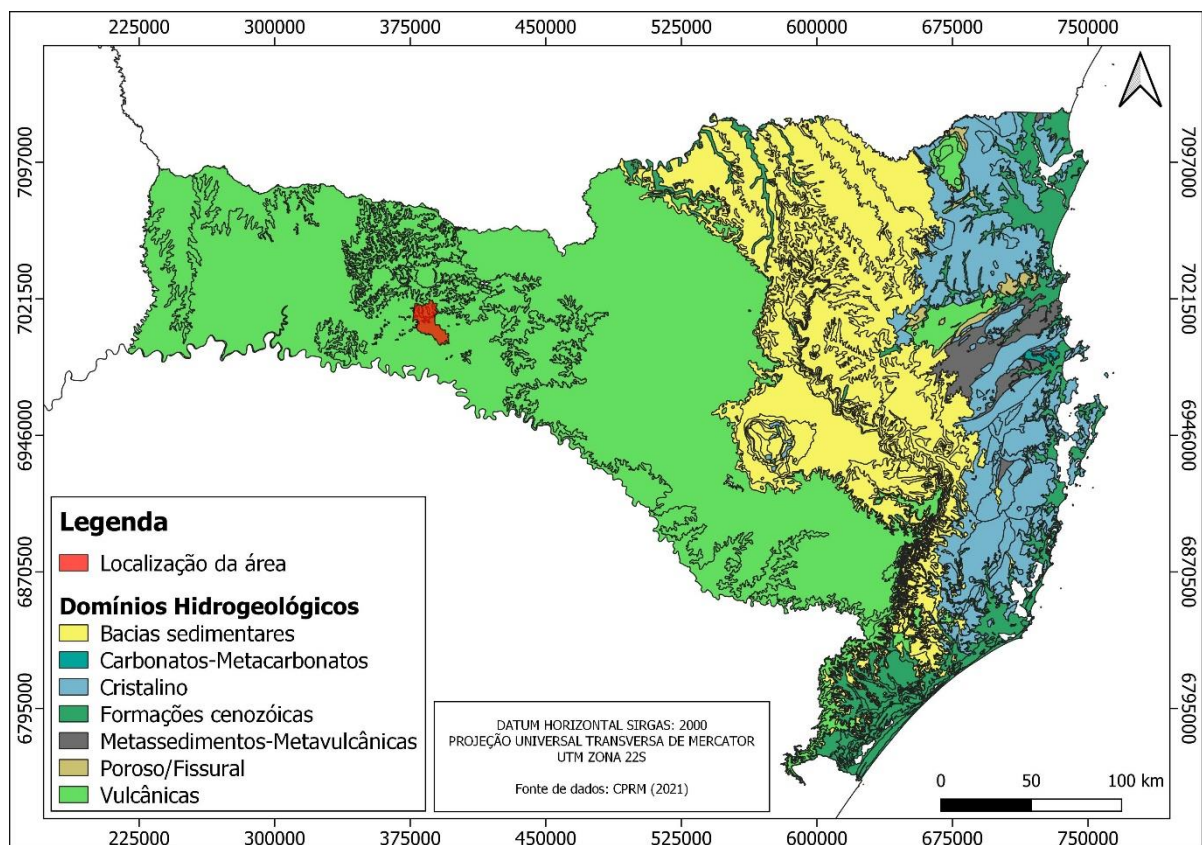 225000 300000 375000 450000 525000 600000 675000 750000
7097000 7097000
7021500 7021500
6946000 6946000
6870500 6870500
6795000 6795000
Legenda
Localização da área
Domínios Hidrogeológicos
Bacias sedimentares
Carbonatos-Metacarbonatos
Cristalino
Formações cenozóicas
Metassedimentos-Metavulcânicas
Poroso/Fissural
Vulcânicas
DATUM HORIZONTAL SIRGAS: 2000
PROJEÇÃO UNIVERSAL TRANSVERSA DE MERCATOR
UTM ZONA 22S
Fonte de dados: CPRM (2021)
0 50 100 km
225000 300000 375000 450000 525000 600000 675000 750000